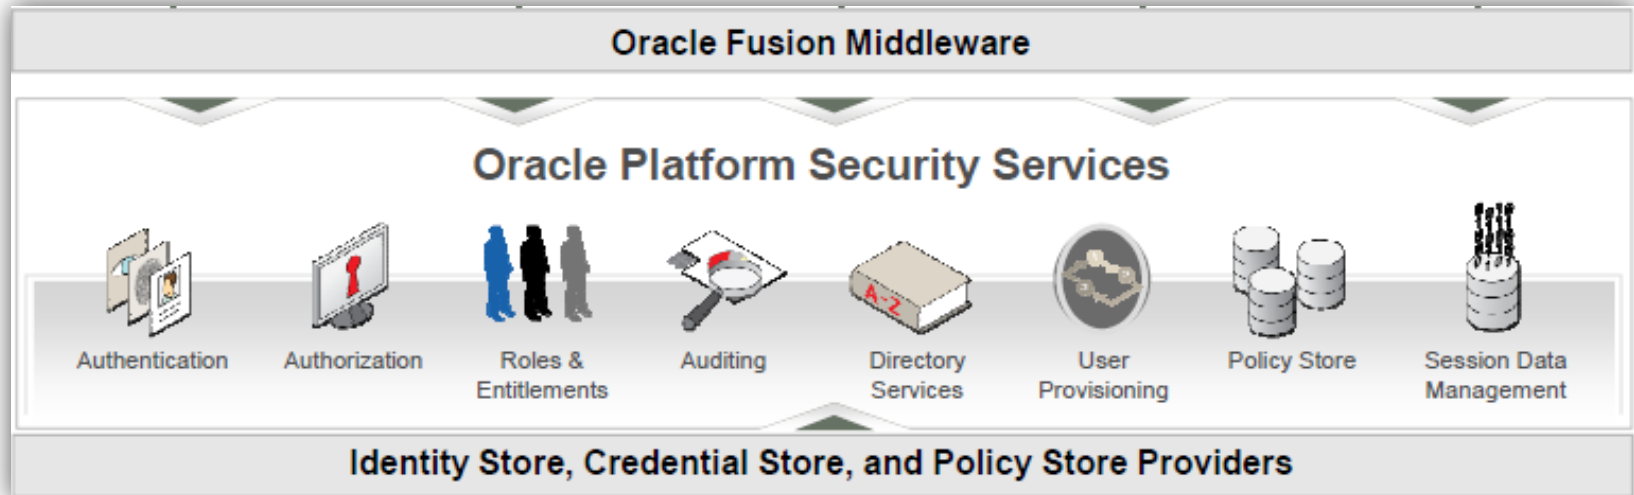 Oracle Fusion Middleware
Oracle Platform Security Services
Authentication
Authorization
Roles &
Entitlements
Auditing
A-Z
Directory
Services
User
Provisioning
Policy Store
Session Data
Management
Identity Store, Credential Store, and Policy Store Providers